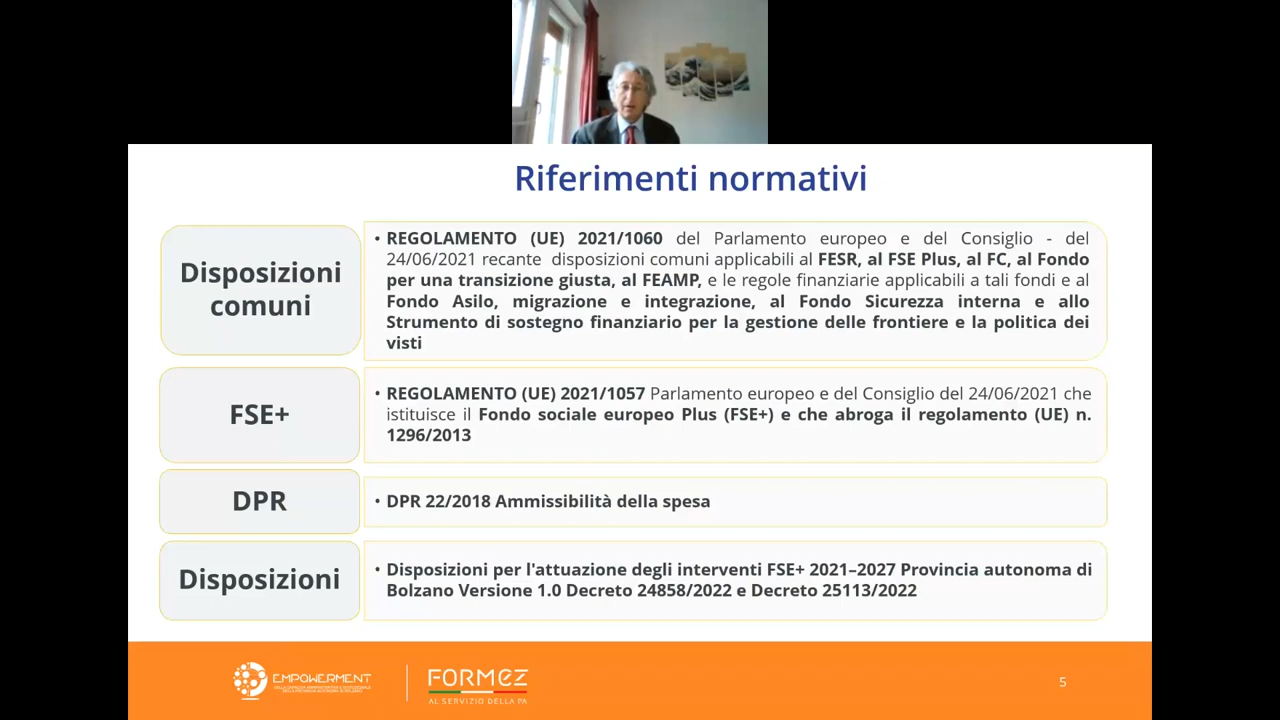 Riferimenti normativi
Disposizioni
comuni
• REGOLAMENTO (UE) 2021/1060 del Parlamento europeo e del Consiglio - del
24/06/2021 recante disposizioni comuni applicabili al FESR, al FSE Plus, al FC, al Fondo
per una transizione giusta, al FEAMP, e le regole finanziarie applicabili a tali fondi e al
Fondo Asilo, migrazione e integrazione, al Fondo Sicurezza interna e allo
Strumento di sostegno finanziario per la gestione delle frontiere e la politica dei
visti
FSE+
• REGOLAMENTO (UE) 2021/1057 Parlamento europeo e del Consiglio del 24/06/2021 che
istituisce il Fondo sociale europeo Plus (FSE+) e che abroga il regolamento (UE) n.
1296/2013
DPR
• DPR 22/2018 Ammissibilità della spesa
Disposizioni
• Disposizioni per l'attuazione degli interventi FSE+ 2021–2027 Provincia autonoma di
Bolzano Versione 1.0 Decreto 24858/2022 e Decreto 25113/2022
EMPOWERMENT
FORMEZ
AL SERVIZIO DELLA PA
5